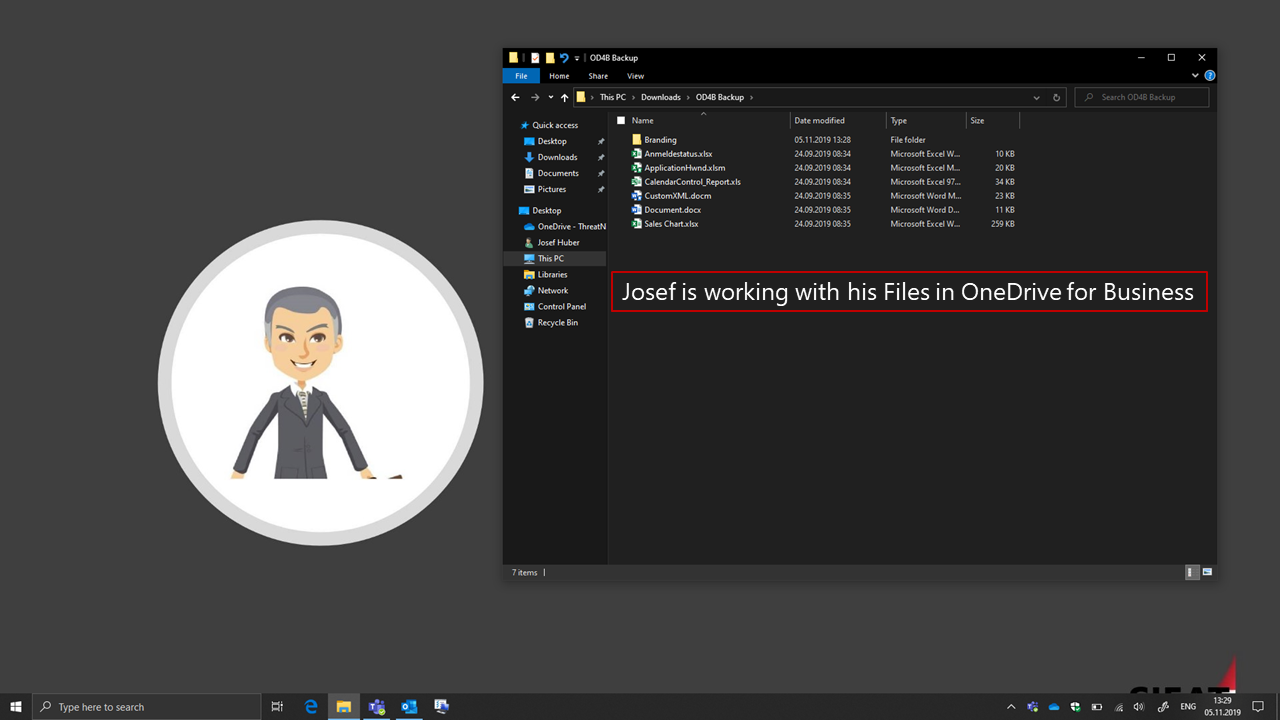 OD4B Backup
File Home Share View
This PC Downloads OD4B Backup Search OD4B Backup
Name Date modified Type Size
Quick access
Desktop
Downloads
Documents
Pictures
Desktop
OneDrive - ThreatN
Josef Huber
This PC
Libraries
Network
Control Panel
Recycle Bin
Branding 05.11.2019 13:28 File folder
Anmeldestatus.xlsx 24.09.2019 08:34 Microsoft Excel W... 10 KB
ApplicationHwnd.xlsm 24.09.2019 08:34 Microsoft Excel M... 20 KB
CalendarControl_Report.xls 24.09.2019 08:34 Microsoft Excel 97... 34 KB
CustomXML.docm 24.09.2019 08:35 Microsoft Word M... 23 KB
Document.docx 24.09.2019 08:35 Microsoft Word D... 11 KB
Sales Chart.xlsx 24.09.2019 08:35 Microsoft Excel W... 259 KB
Josef is working with his Files in OneDrive for Business
7 items
Type here to search
ENG
13:29
05.11.2019